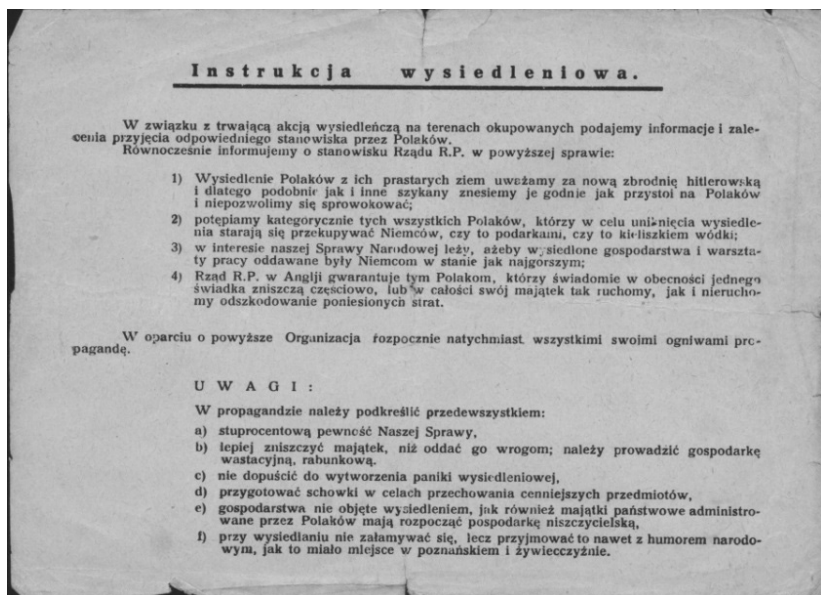 Instrukcja wysiedleniowa.
W związku z trwającą akcją wysiedleńczą na terenach okupowanych podajemy informacje i zale-
cenia przyjęcia odpowiedniego stanowiska przez Polaków.
Równocześnie informujemy o stanowisku Rządu R.P. w powyższej sprawie:
1) Wysiedlenie Polaków z ich prastarych ziem uważamy za nową zbrodnię hitlerowską
i dlatego podobnie jak i inne szykany zniesiemy je godnie jak przystoi na Polaków
i niepozwolimy się sprowokować;
2) potępiamy kategorycznie tych wszystkich Polaków, którzy w celu uniknięcia wysiedle-
nia starają się przekupywać Niemców, czy to podarkami, czy to kieliszkiem wódki;
3) w interesie naszej Sprawy Narodowej leży, ażeby wysiedlone gospodarstwa i warszta-
ty pracy oddawane były Niemcom w stanie jak najgorszym;
4) Rząd R.P. w Anglji gwarantuje tym Polakom, którzy świadomie w obecności jednego
świadka zniszczą częsciowo, lub w całości swój majątek tak ruchomy, jak i nierucho-
my odszkodowanie poniesionych strat.
W oparciu o powyższe Organizacja rozpocznie natychmiast wszystkimi swoimi ogniwami pro-
pagandę.
UWAGI:
W propagandzie należy podkreślić przedewszystkiem:
a) stuprocentową pewność Naszej Sprawy,
b) lepiej zniszczyć majątek, niż oddać go wrogom; należy prowadzić gospodarkę
wastacyjną, rabunkową.
c) nie dopuścić do wytworzenia paniki wysiedleniowej,
d) przygotować schowki w celach przechowania cenniejszych przedmiotów,
e) gospodarstwa nie objęte wysiedleniem, jak również majątki państwowe administro-
wane przez Polaków mają rozpocząć pospodarkę niszczycielską,
f) przy wysiedlaniu nie załamywać się, lecz przyjmować to nawet z humorem narodo-
wym, jak to miało miejsce w poznańskiem i żywiecczyźnie.